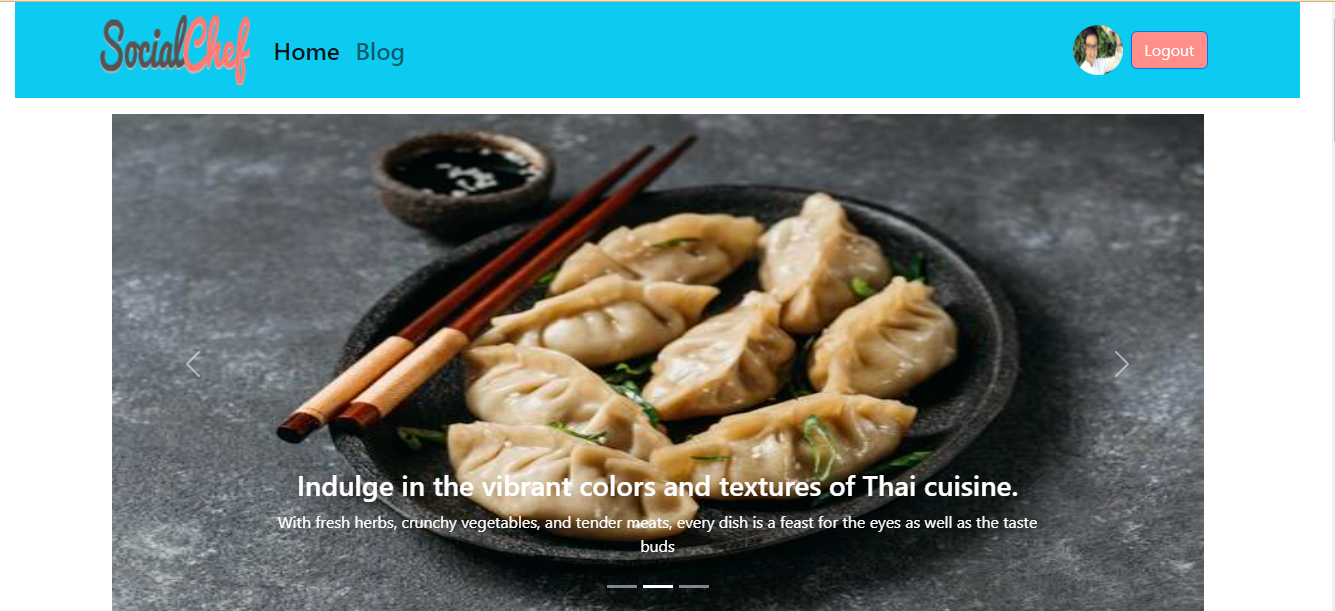 SocialChef
Home
Blog
Logout
Indulge in the vibrant colors and textures of Thai cuisine.
With fresh herbs, crunchy vegetables, and tender meats, every dish is a feast for the eyes as well as the taste
buds